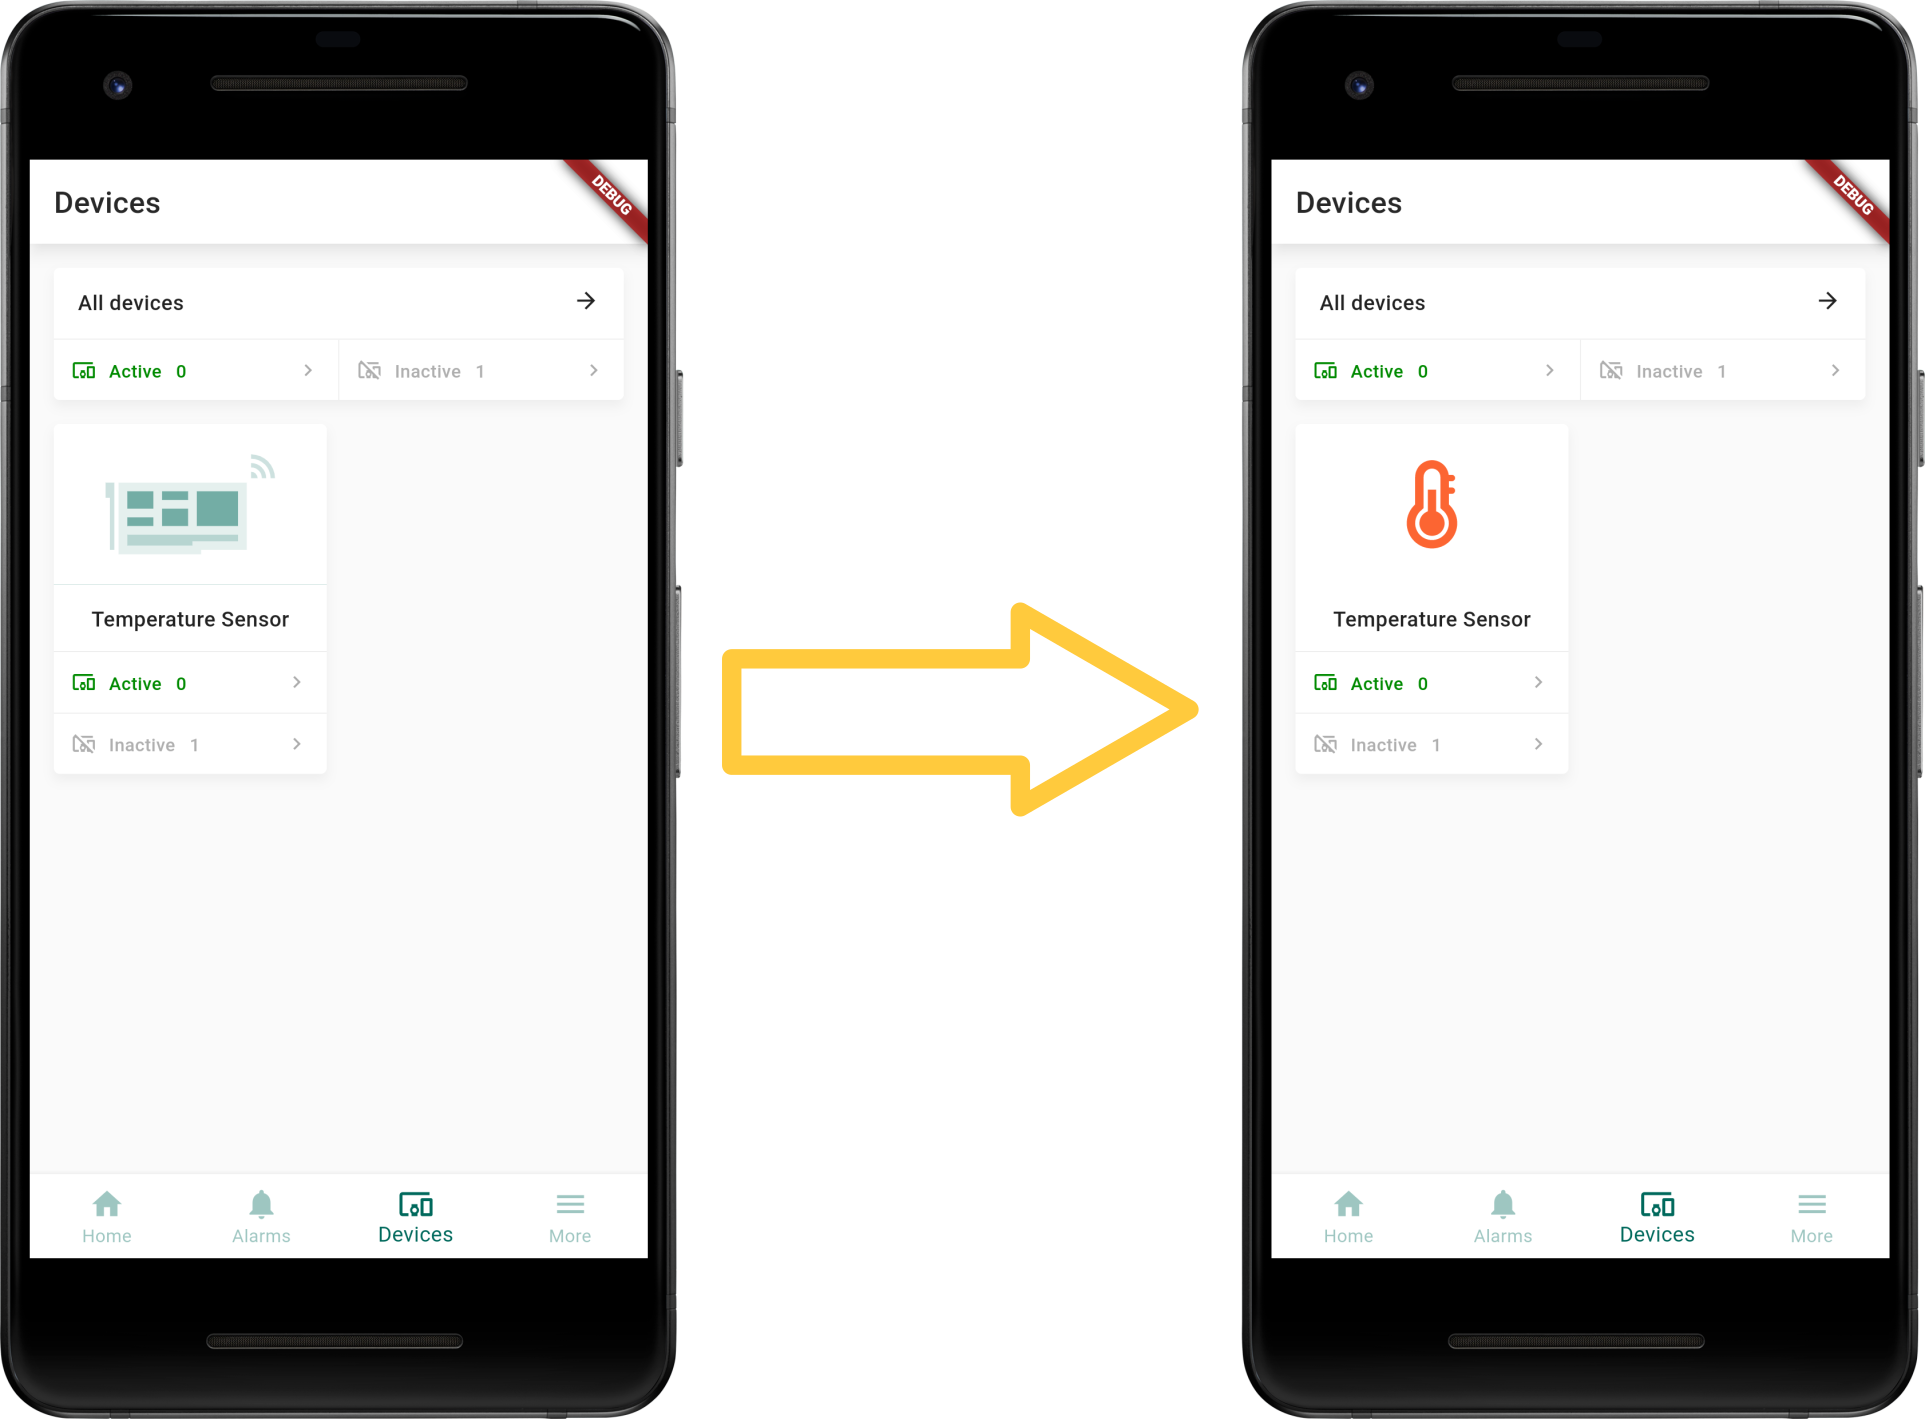 Devices
DEBUG
All devices
Active 0
Inactive 1
Temperature Sensor
Active 0
Inactive 1
Home
Alarms
Devices
More
Devices
DEBUG
All devices
Active 0
Inactive 1
Temperature Sensor
Active 0
Inactive 1
Home
Alarms
Devices
More